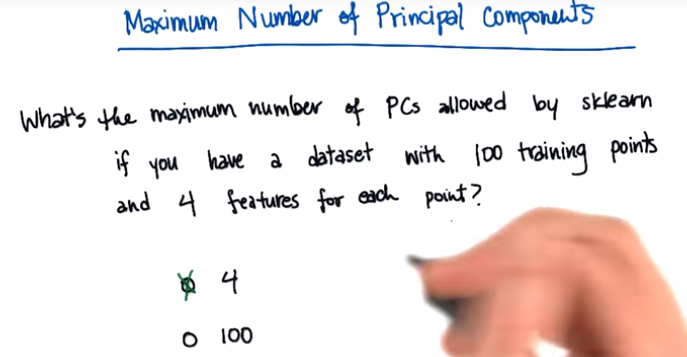 Maximum Number of Principal Components
What's the maximum number of PCs allowed by sklearn
if you have a dataset with 100 training points
and 4 features for each point?
4
100